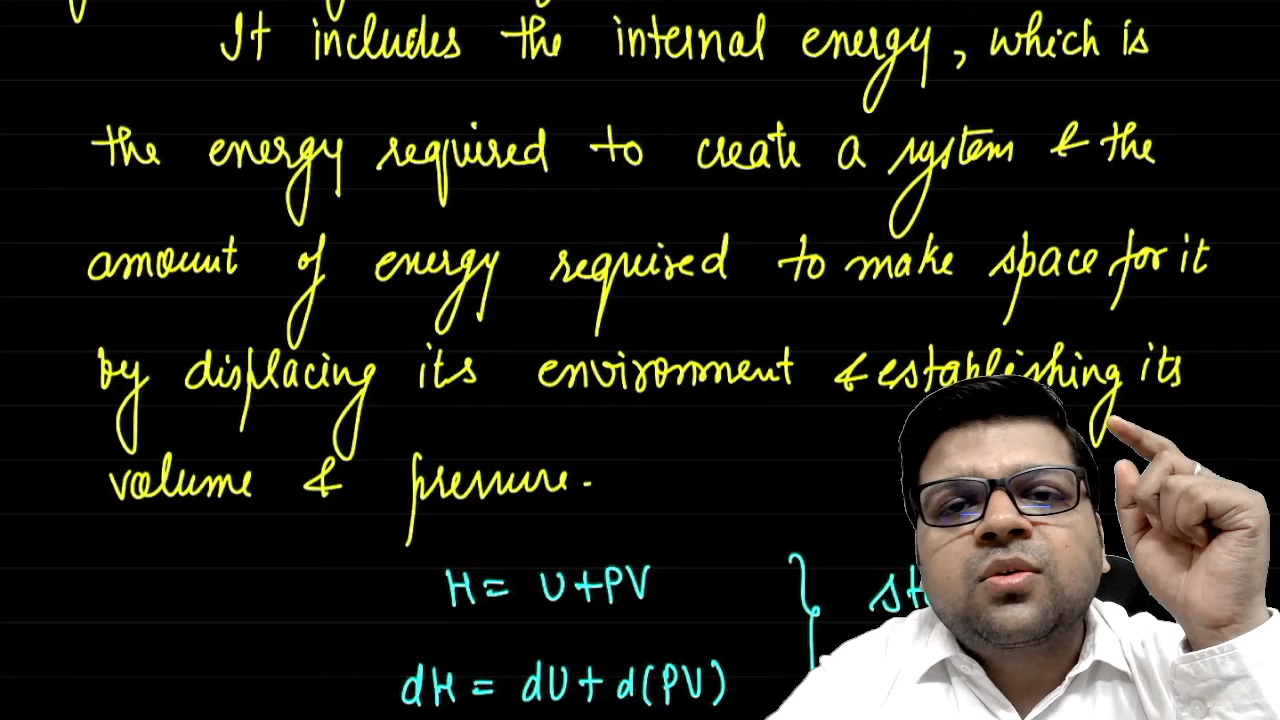 It includes the internal energy, which is
the energy required to create a system & the
amount of energy required to make space for it
by displacing its environment & establishing its
volume & pressure.
H = U+PV }
dH = dU + d(PV)